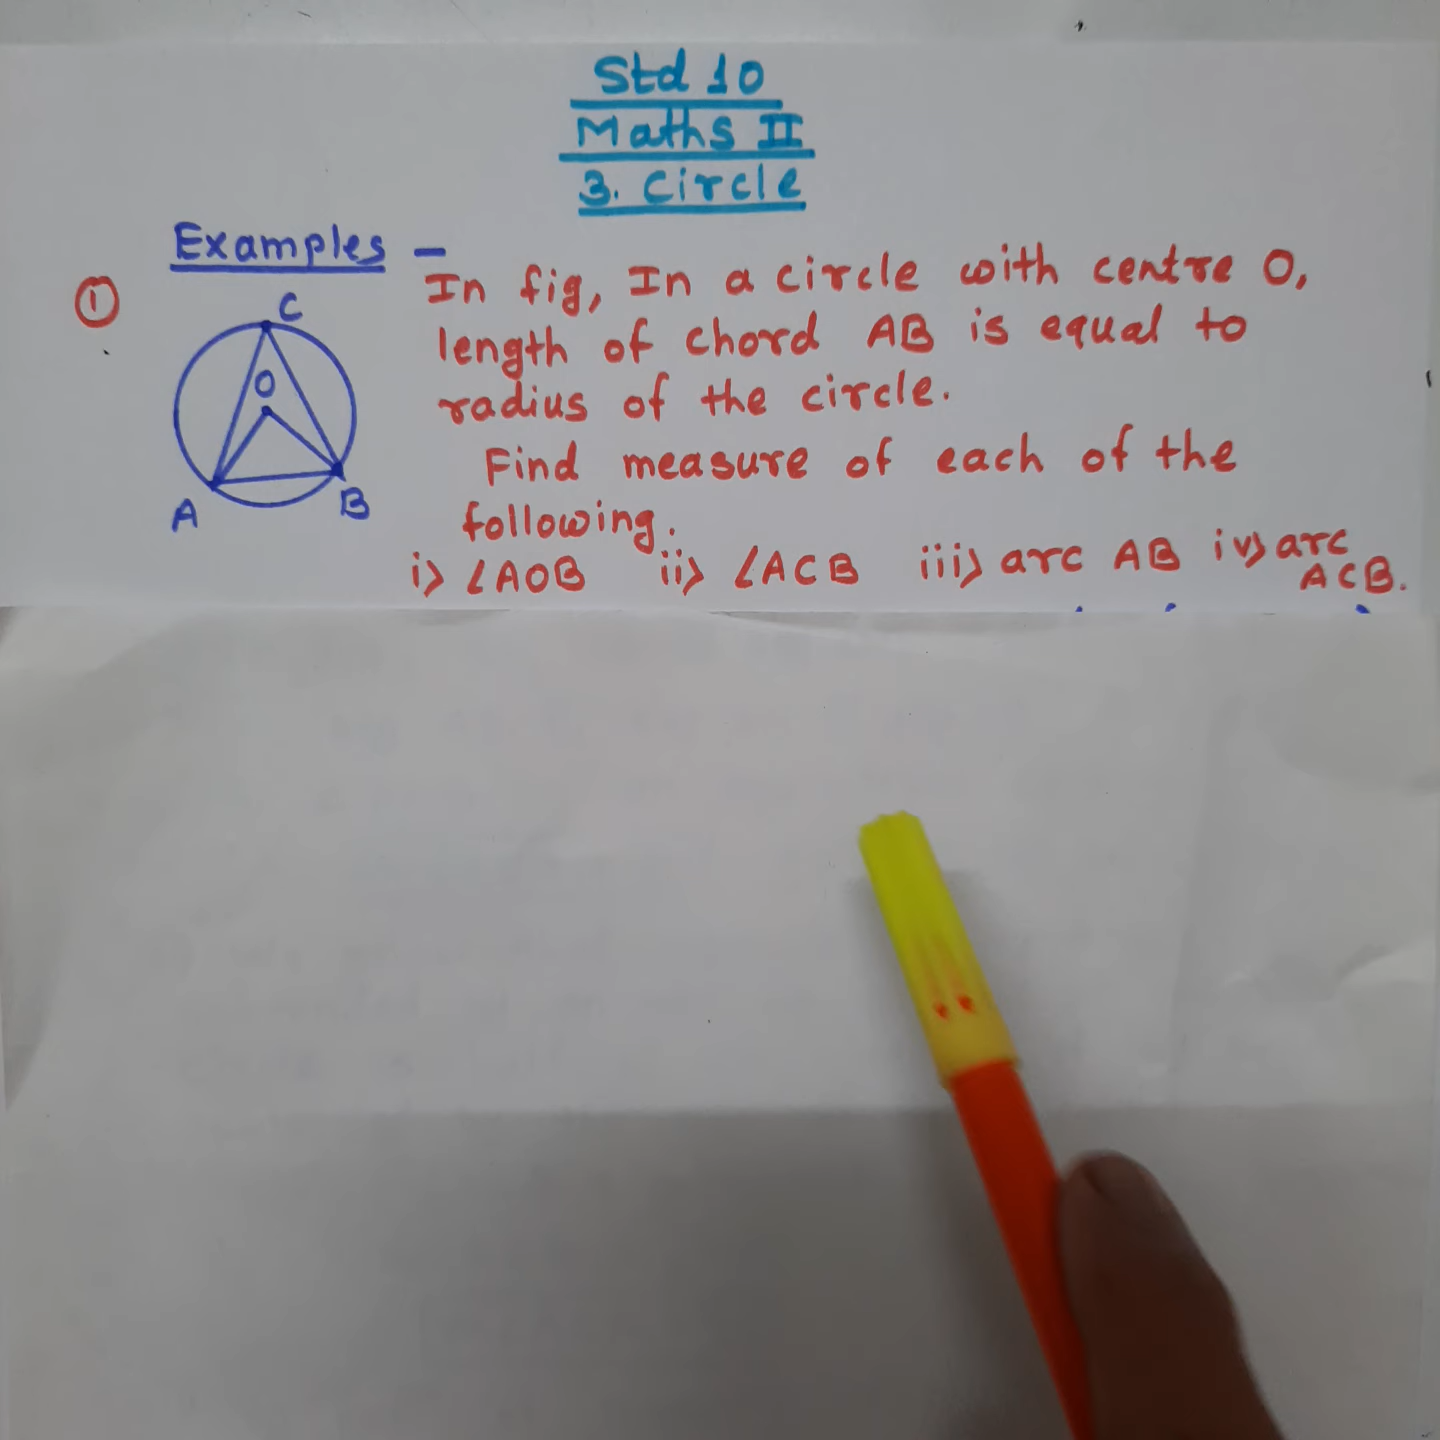 Std 10
Maths II
3. Circle
Examples -
① In fig, In a circle with centre O,
length of chord AB is equal to
radius of the circle.
Find measure of each of the
following.
i) ∠AOB ii) ∠ACB iii) arc AB iv) arc
ACB.
C
O
A
B